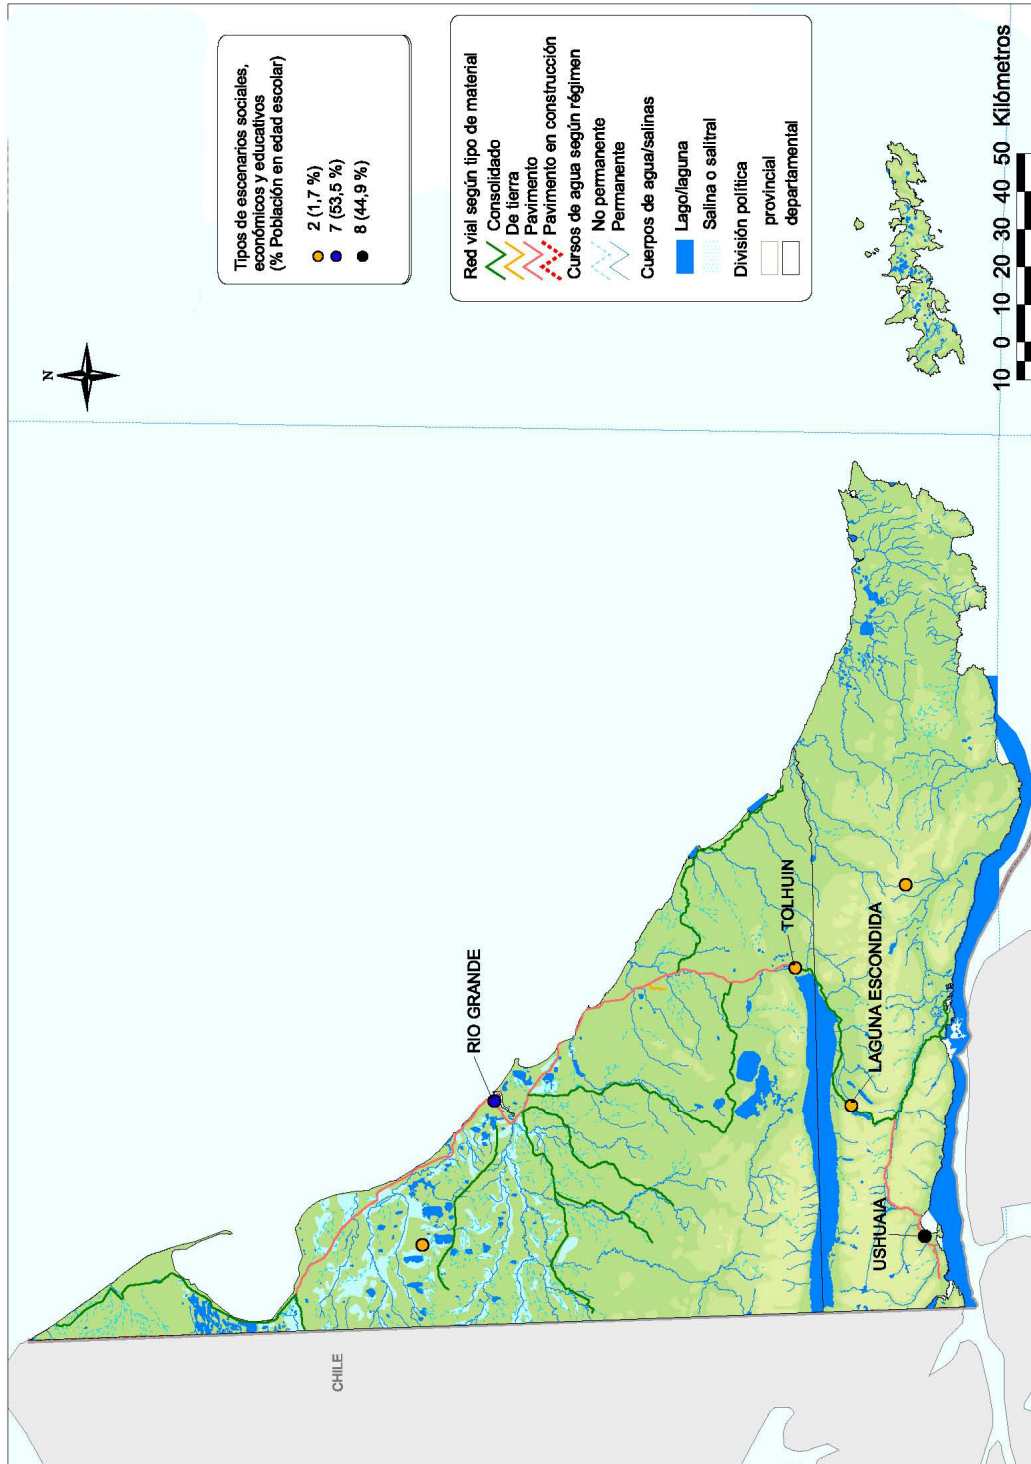 Tipos de escenarios sociales,
económicos y educativos
(% Población en edad escolar)
2 (1,7 %)
7 (53,5 %)
8 (44,9 %)
N
Red vial según tipo de material
Consolidado
De tierra
Pavimento
Pavimento en construcción
Cursos de agua según régimen
No permanente
Permanente
Cuerpos de agua/salinas
Lago/laguna
Salina o salitral
División política
provincial
departamental
CHILE
RIO GRANDE
TOLHUIN
LAGUNA ESCONDIDA
USHUAIA
10 0 10 20 30 40 50 Kilómetros